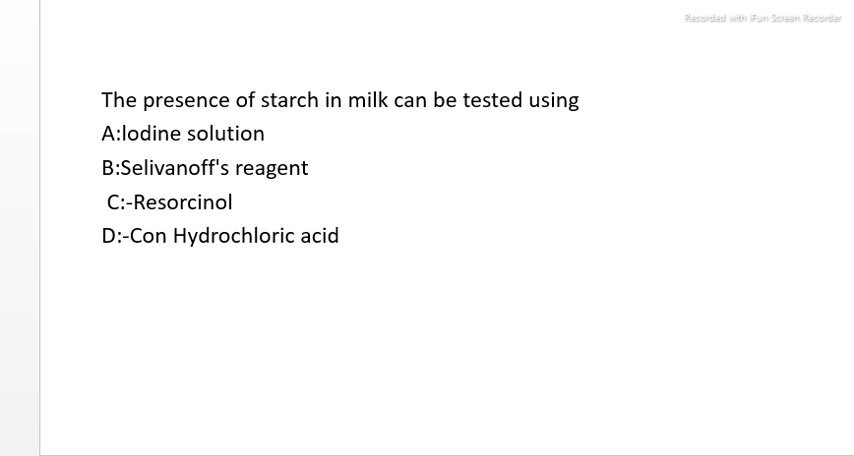 Recorded with iFun Screen Recorder
The presence of starch in milk can be tested using
A:Iodine solution
B:Selivanoff's reagent
C:-Resorcinol
D:-Con Hydrochloric acid